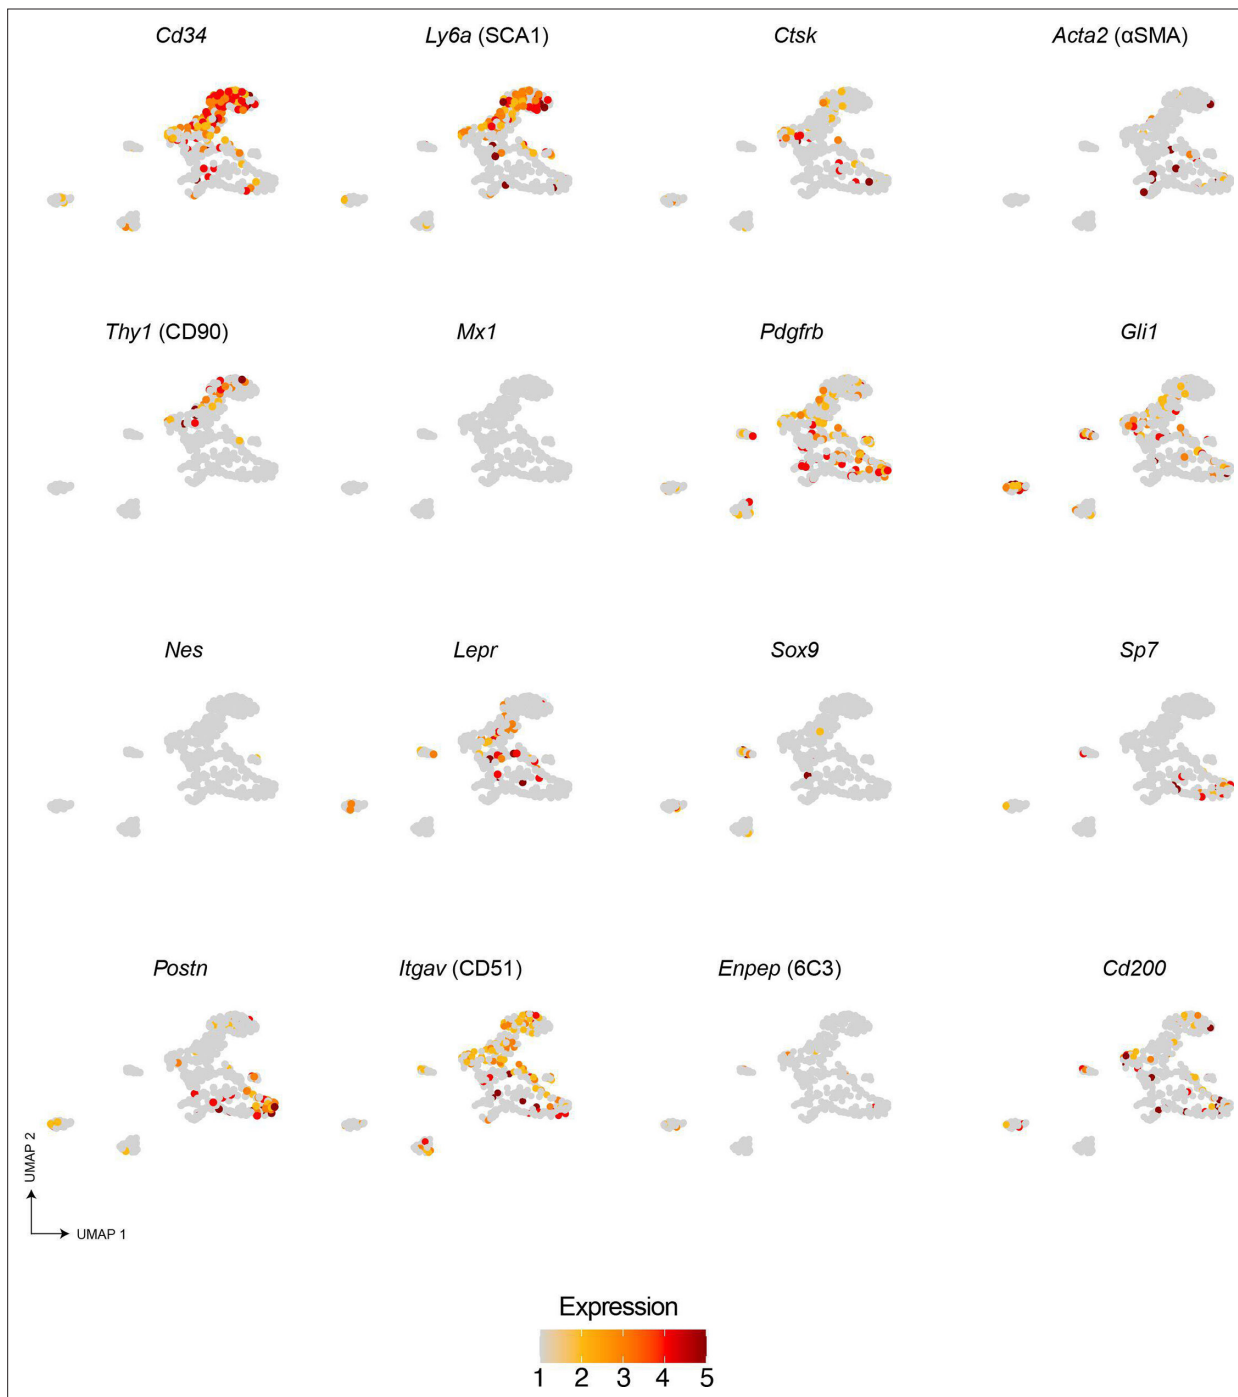 Cd34 Ly6a (SCA1) Ctsk Acta2 (αSMA)
Thy1 (CD90) Mx1 Pdgfrb Gli1
Nes Lepr Sox9 Sp7
Postn Itgav (CD51) Enpep (6C3) Cd200
UMAP 2
UMAP 1
Expression
1 2 3 4 5